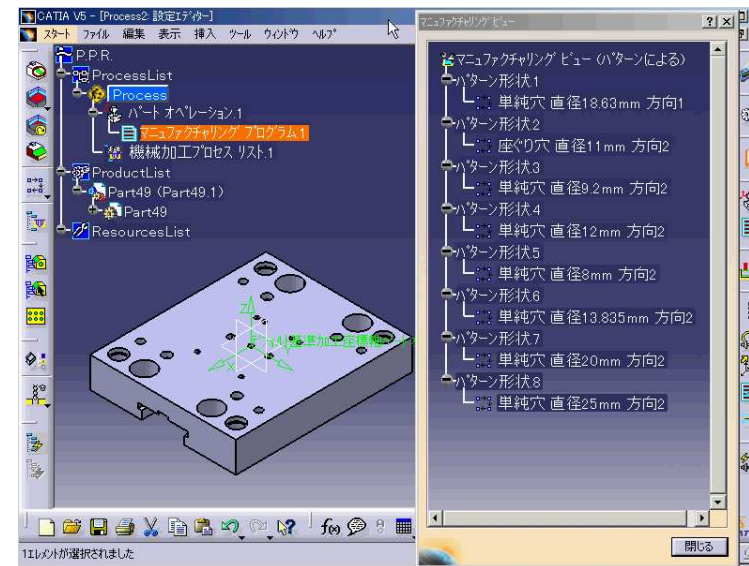 CATIA V5 - [Process2: 設定ｴﾃﾞｨﾀｰ]
スタート ファイル 編集 表示 挿入 ツール ウィンドウ ヘルプ
P.P.R.
ProcessList
Process
パート オペレーション.1
マニュファクチャリング プログラム.1
機械加工プロセス リスト.1
ProductList
Part49 (Part49.1)
Part49
ResourcesList
Z
X
f(x)
1エレメントが選択されました
マニュファクチャリング ビュー
マニュファクチャリング ビュー (パターンによる)
パターン形状1
単純穴 直径18.63mm 方向1
パターン形状2
座ぐり穴 直径11mm 方向2
パターン形状3
単純穴 直径9.2mm 方向2
パターン形状4
単純穴 直径12mm 方向2
パターン形状5
単純穴 直径8mm 方向2
パターン形状6
単純穴 直径13.835mm 方向2
パターン形状7
単純穴 直径20mm 方向2
パターン形状8
単純穴 直径25mm 方向2
閉じる